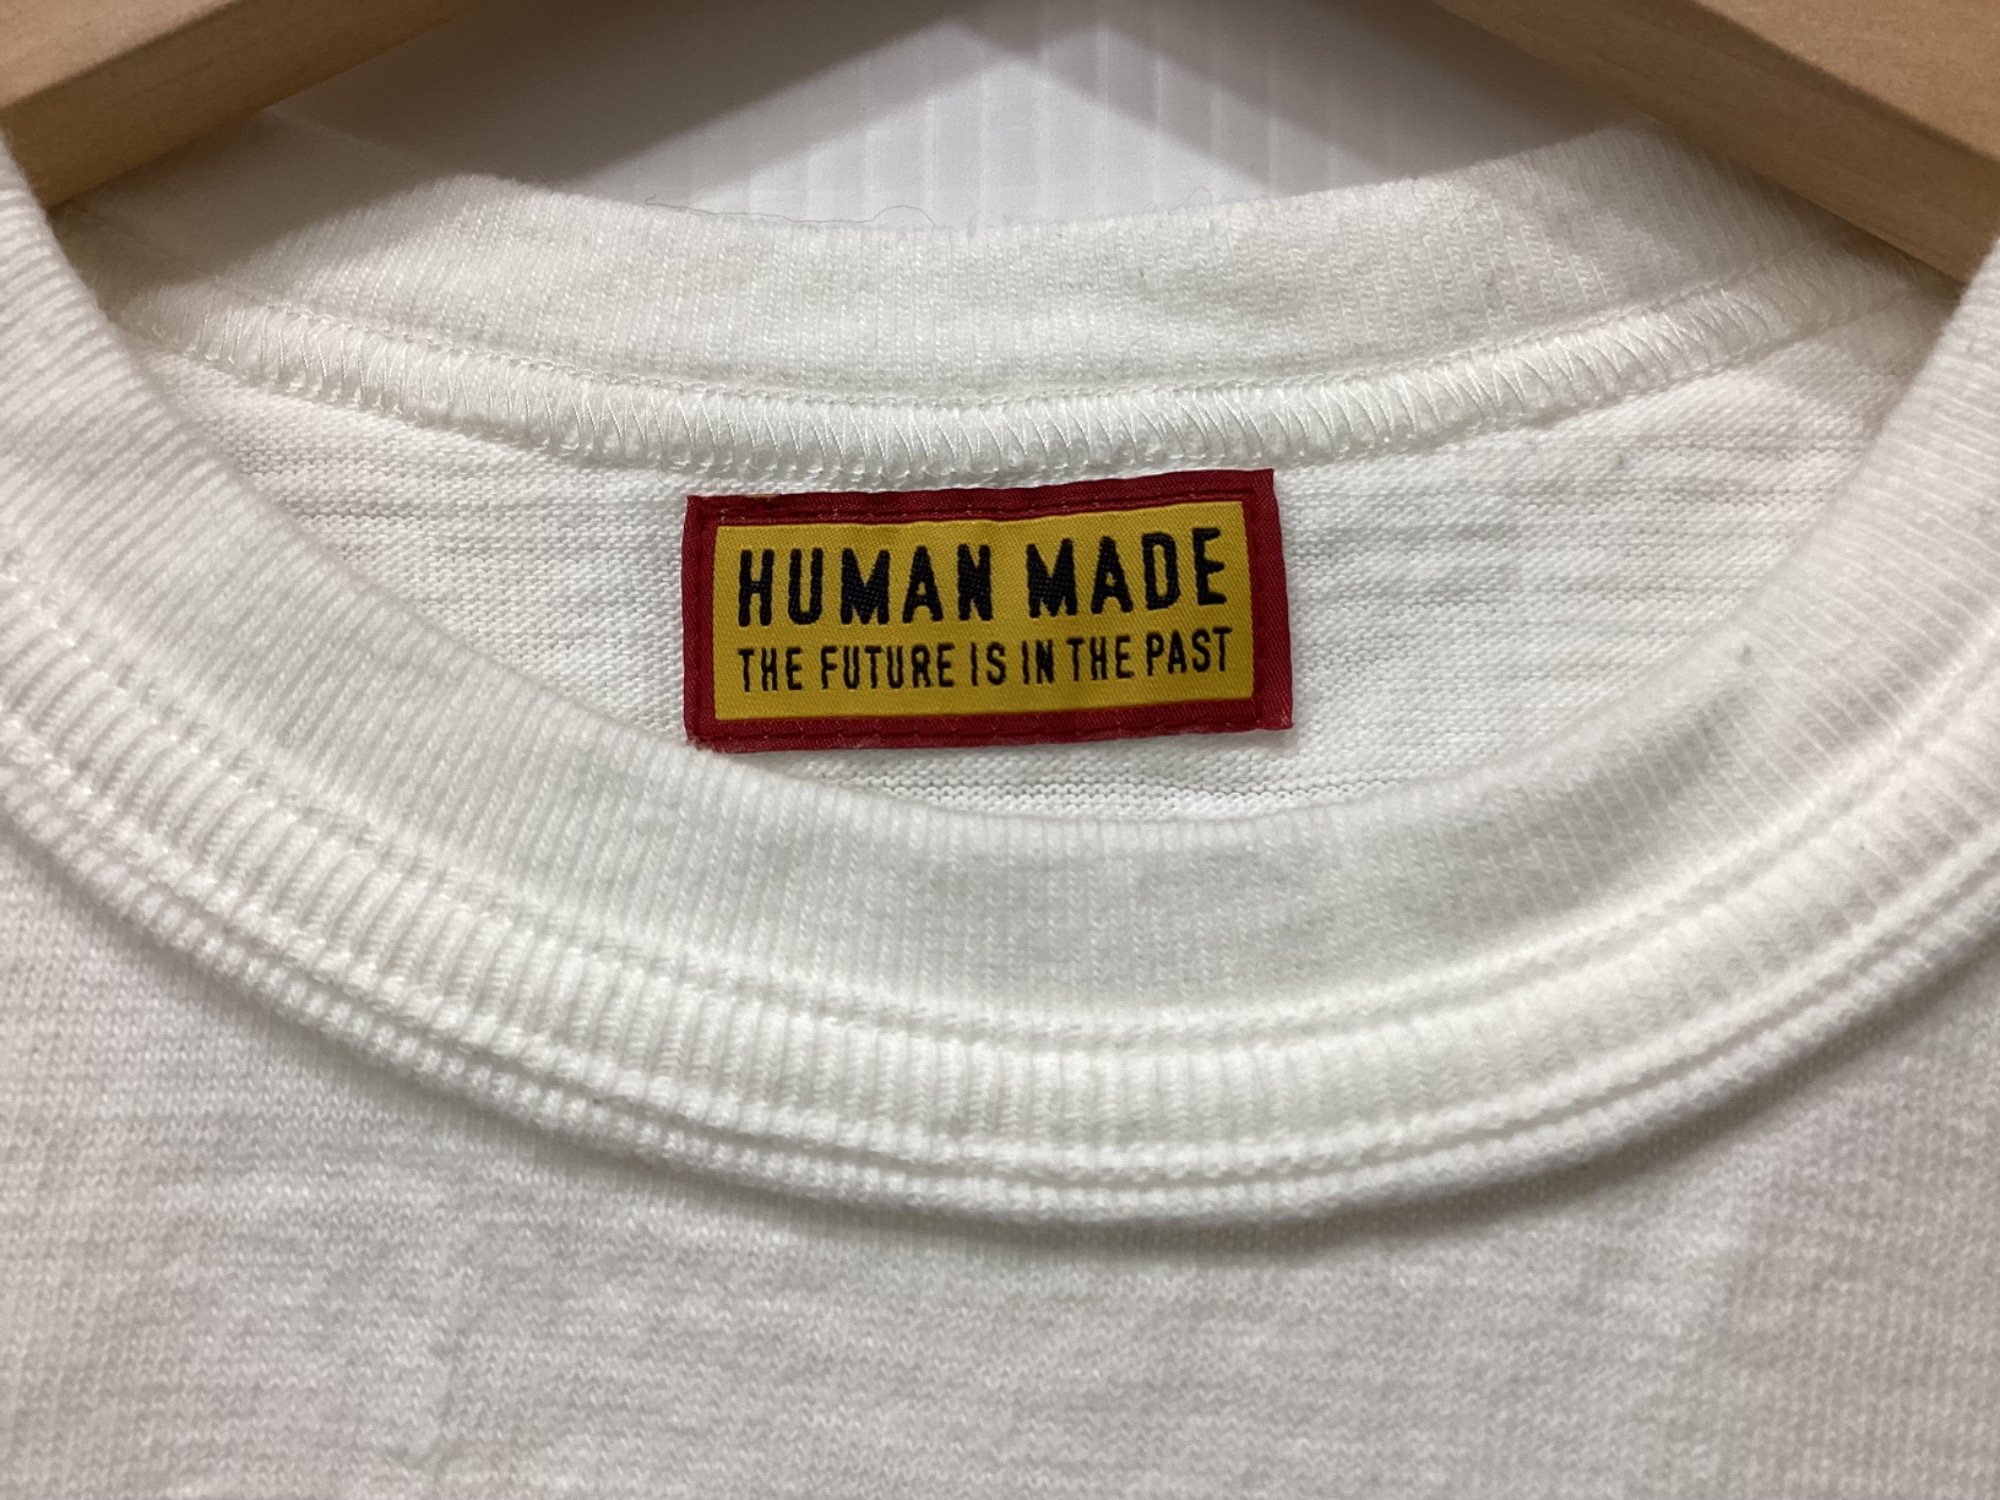 HUMAN MADE
THE FUTURE IS IN THE PAST